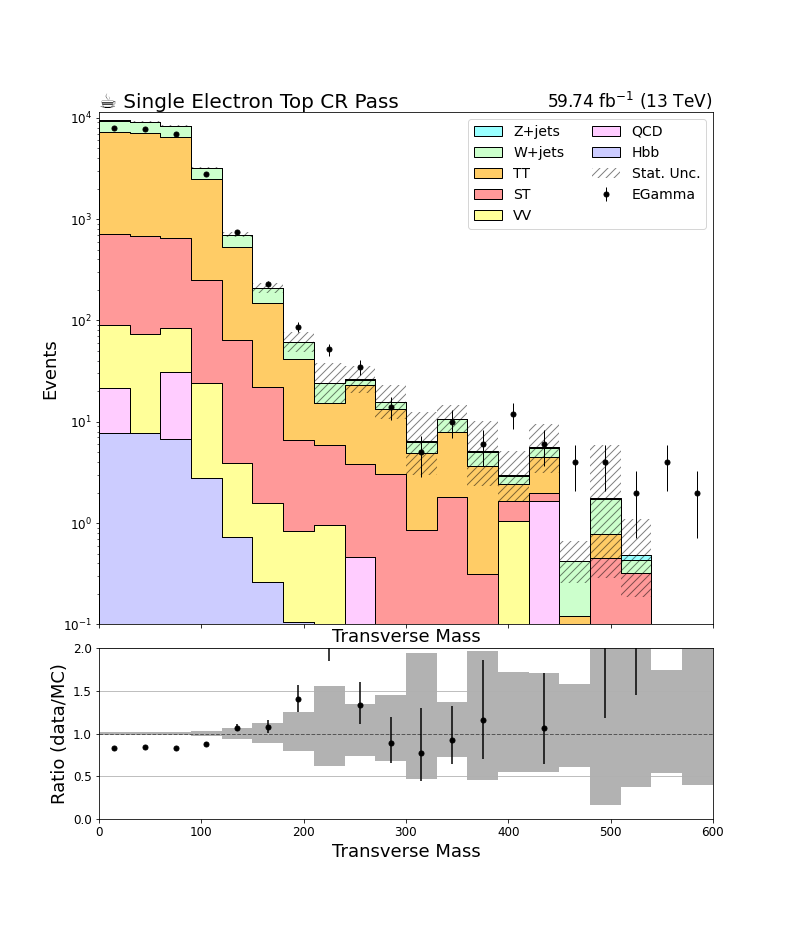 ☕ Single Electron Top CR Pass
59.74 fb⁻¹ (13 TeV)
Z+jets
W+jets
TT
ST
VV
QCD
Hbb
Stat. Unc.
EGamma
Events
10⁴
10³
10²
10¹
10⁰
10⁻¹
Transverse Mass
Ratio (data/MC)
2.0
1.5
1.0
0.5
0.0
0 100 200 300 400 500 600
Transverse Mass